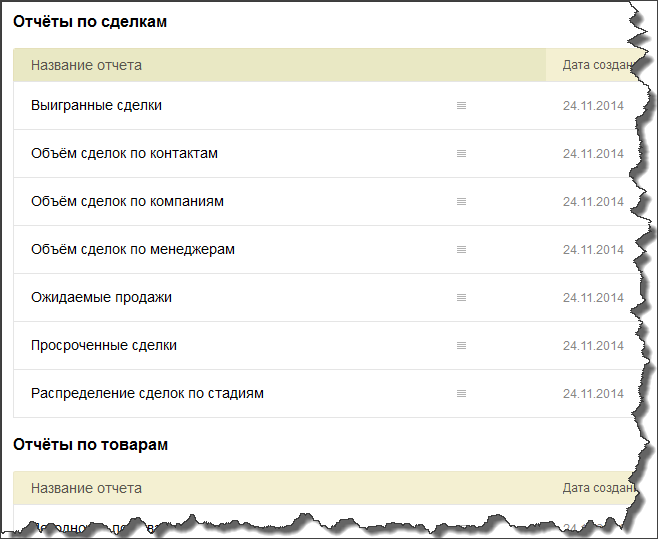 Отчёты по сделкам
Название отчета Дата создан
Выигранные сделки 24.11.2014
Объём сделок по контактам 24.11.2014
Объём сделок по компаниям 24.11.2014
Объём сделок по менеджерам 24.11.2014
Ожидаемые продажи 24.11.2014
Просроченные сделки 24.11.2014
Распределение сделок по стадиям 24.11.2014
Отчёты по товарам
Название отчета Дата создан